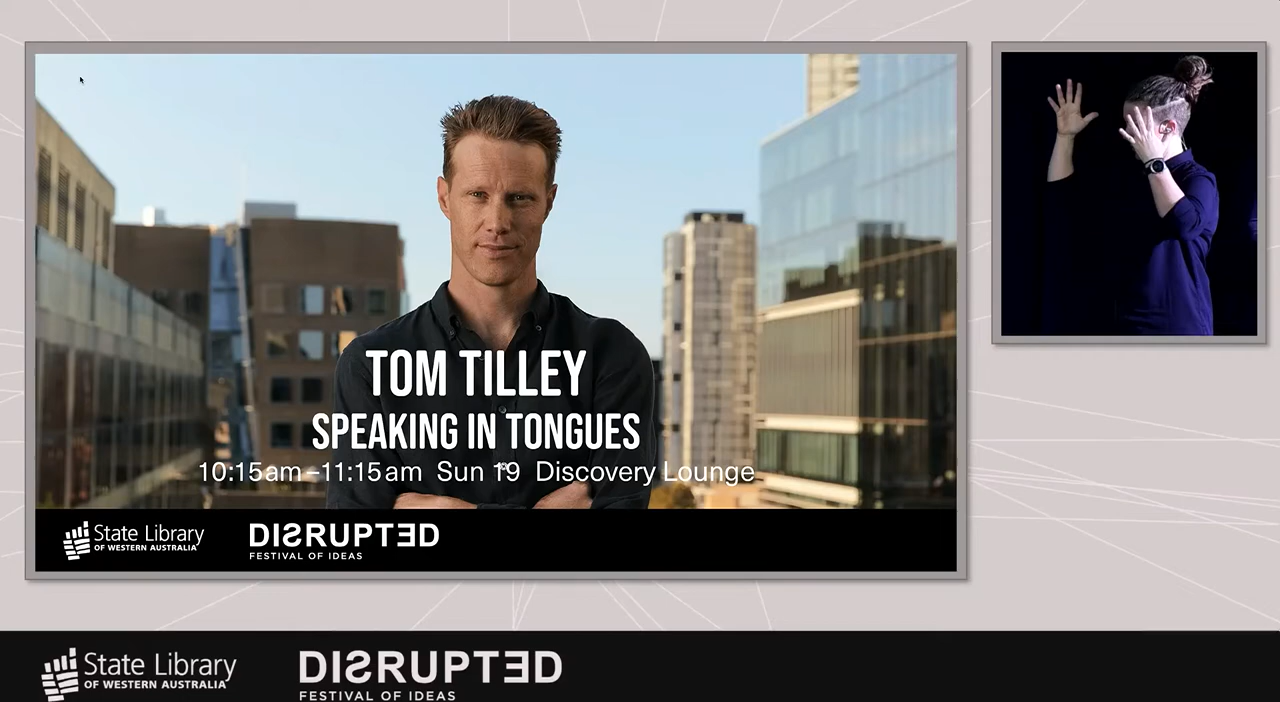 TOM TILLEY
SPEAKING IN TONGUES
10:15am–11:15am Sun 19 Discovery Lounge
State Library
OF WESTERN AUSTRALIA
DISRUPTED
FESTIVAL OF IDEAS
State Library
OF WESTERN AUSTRALIA
DISRUPTED
FESTIVAL OF IDEAS